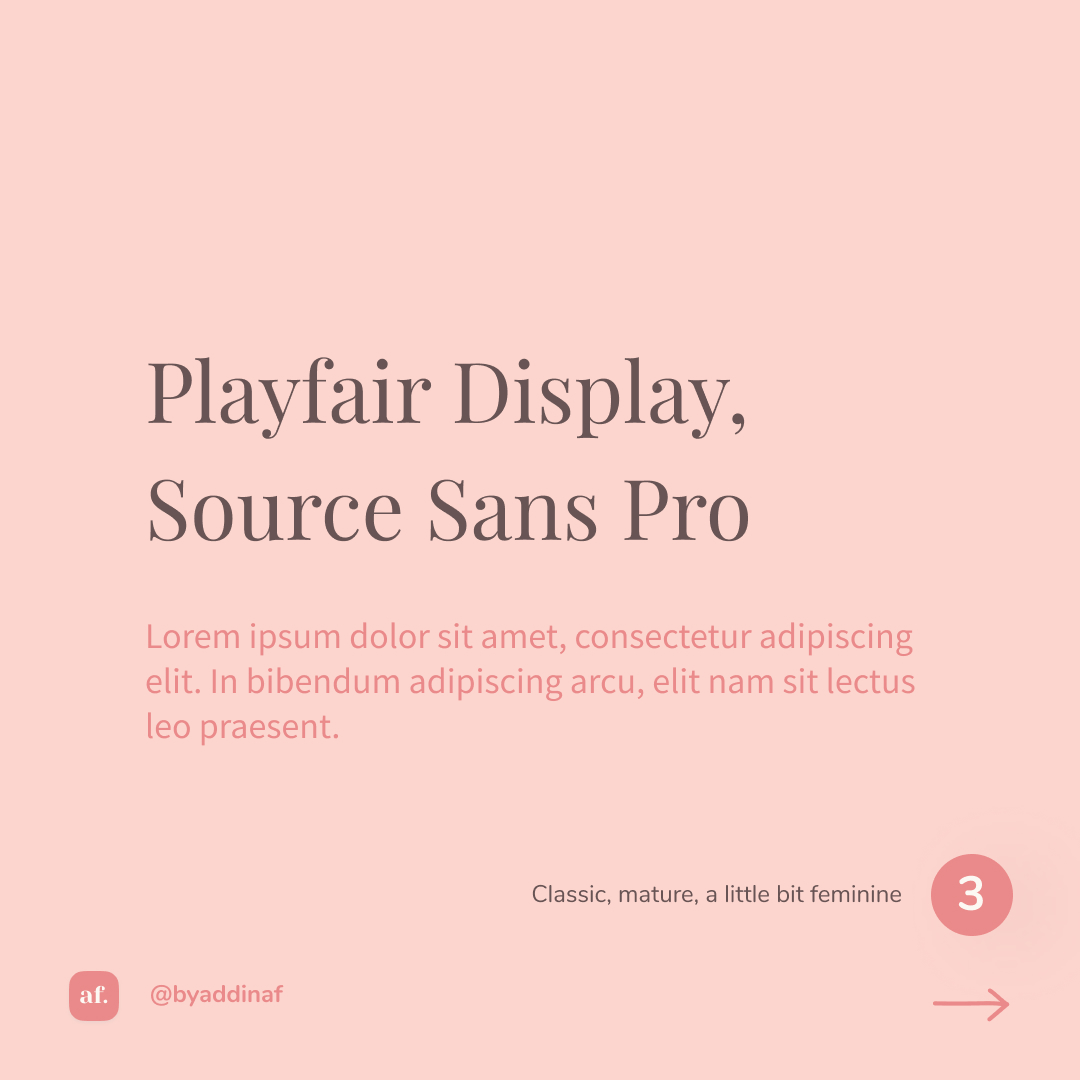 Playfair Display,
Source Sans Pro
Lorem ipsum dolor sit amet, consectetur adipiscing
elit. In bibendum adipiscing arcu, elit nam sit lectus
leo praesent.
Classic, mature, a little bit feminine
3
af.
@byaddinaf